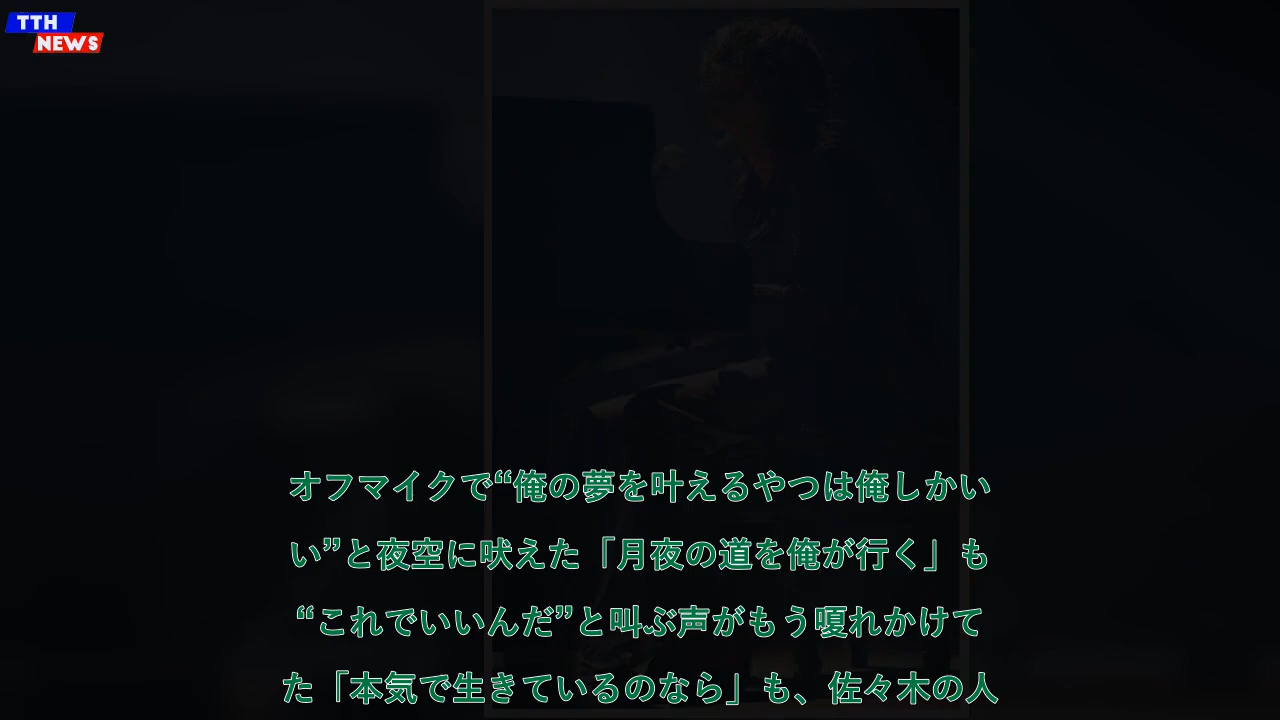 TTH
NEWS
オフマイクで“俺の夢を叶えるやつは俺しかい
い”と夜空に吠えた「月夜の道を俺が行く」も
“これでいいんだ”と叫ぶ声がもう嗄れかけて
た「本気で生きているのなら」も、佐々木の人